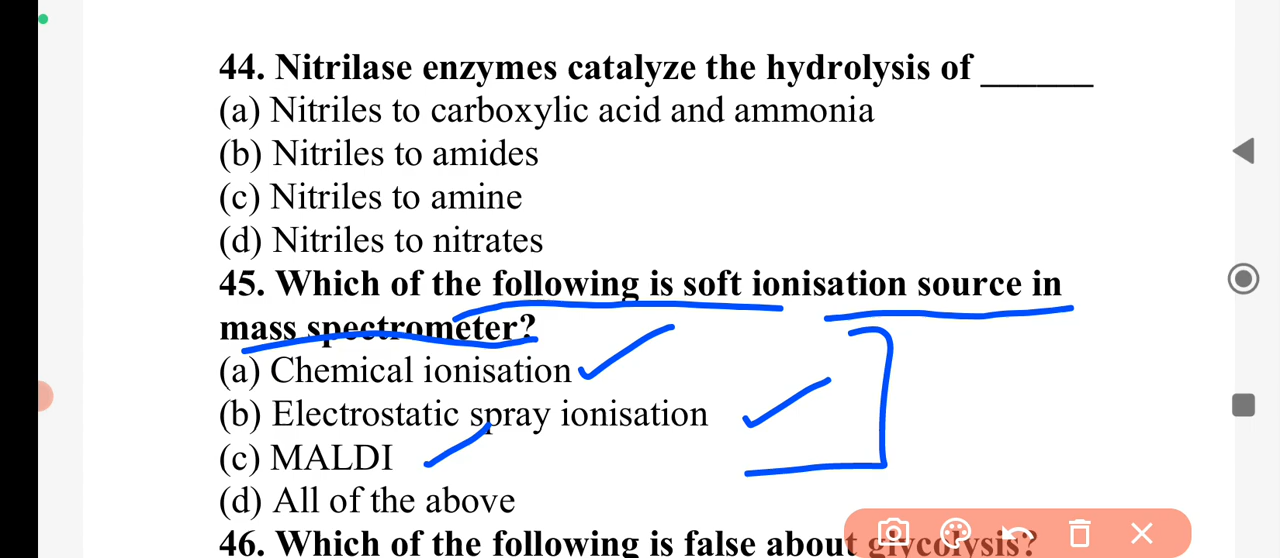 44. Nitrilase enzymes catalyze the hydrolysis of ______
(a) Nitriles to carboxylic acid and ammonia
(b) Nitriles to amides
(c) Nitriles to amine
(d) Nitriles to nitrates
45. Which of the following is soft ionisation source in
mass spectrometer?
(a) Chemical ionisation
(b) Electrostatic spray ionisation
(c) MALDI
(d) All of the above
46. Which of the following is false about glycolysis?